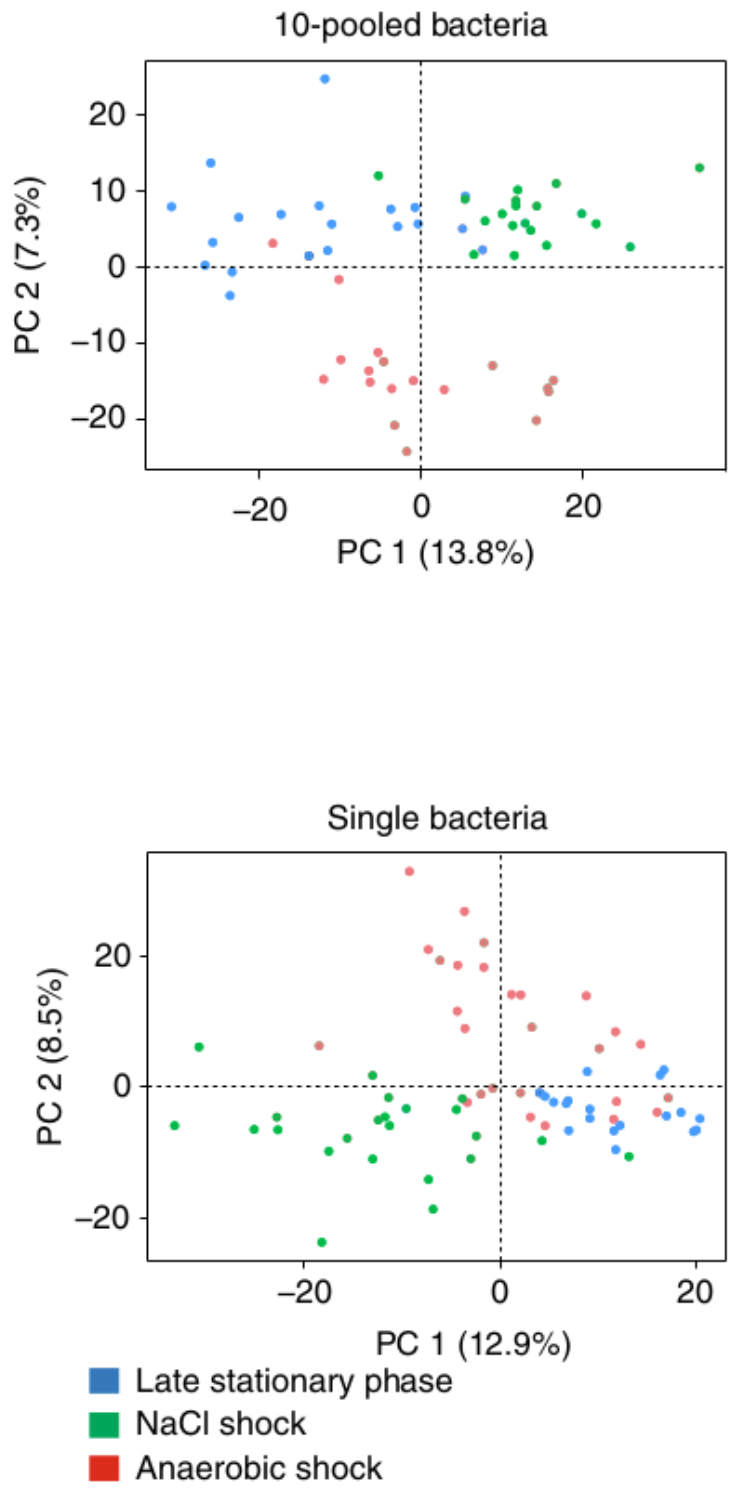 10-pooled bacteria
20
10
0
–10
–20
PC 2 (7.3%)
–20 0 20
PC 1 (13.8%)
Single bacteria
20
0
–20
PC 2 (8.5%)
–20 0 20
PC 1 (12.9%)
Late stationary phase
NaCl shock
Anaerobic shock